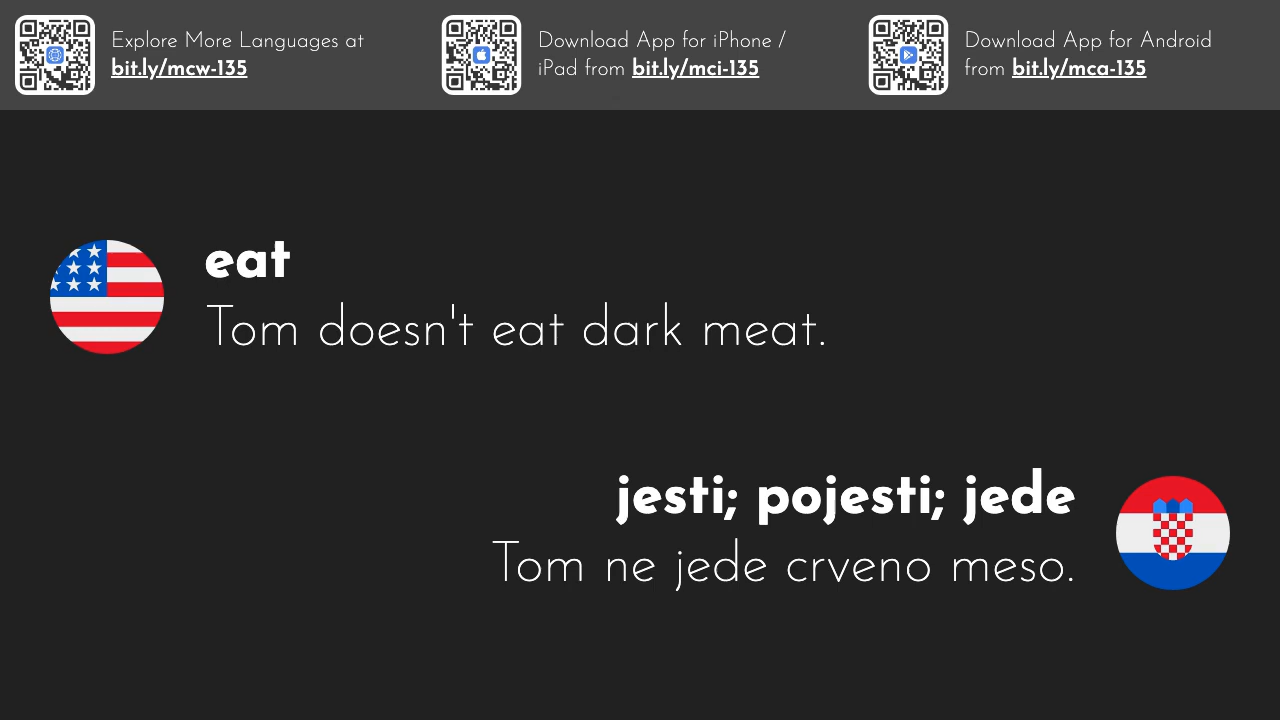 Explore More Languages at
bit.ly/mcw-135
Download App for iPhone /
iPad from bit.ly/mci-135
Download App for Android
from bit.ly/mca-135
eat
Tom doesn't eat dark meat.
jesti; pojesti; jede
Tom ne jede crveno meso.